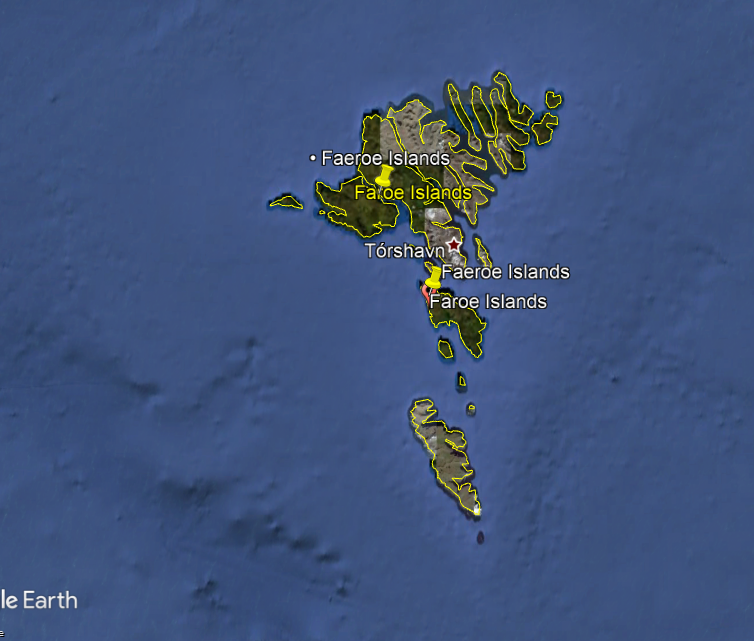 Faeroe Islands
Faroe Islands
Tórshavn
Faeroe Islands
Faroe Islands
le Earth
e